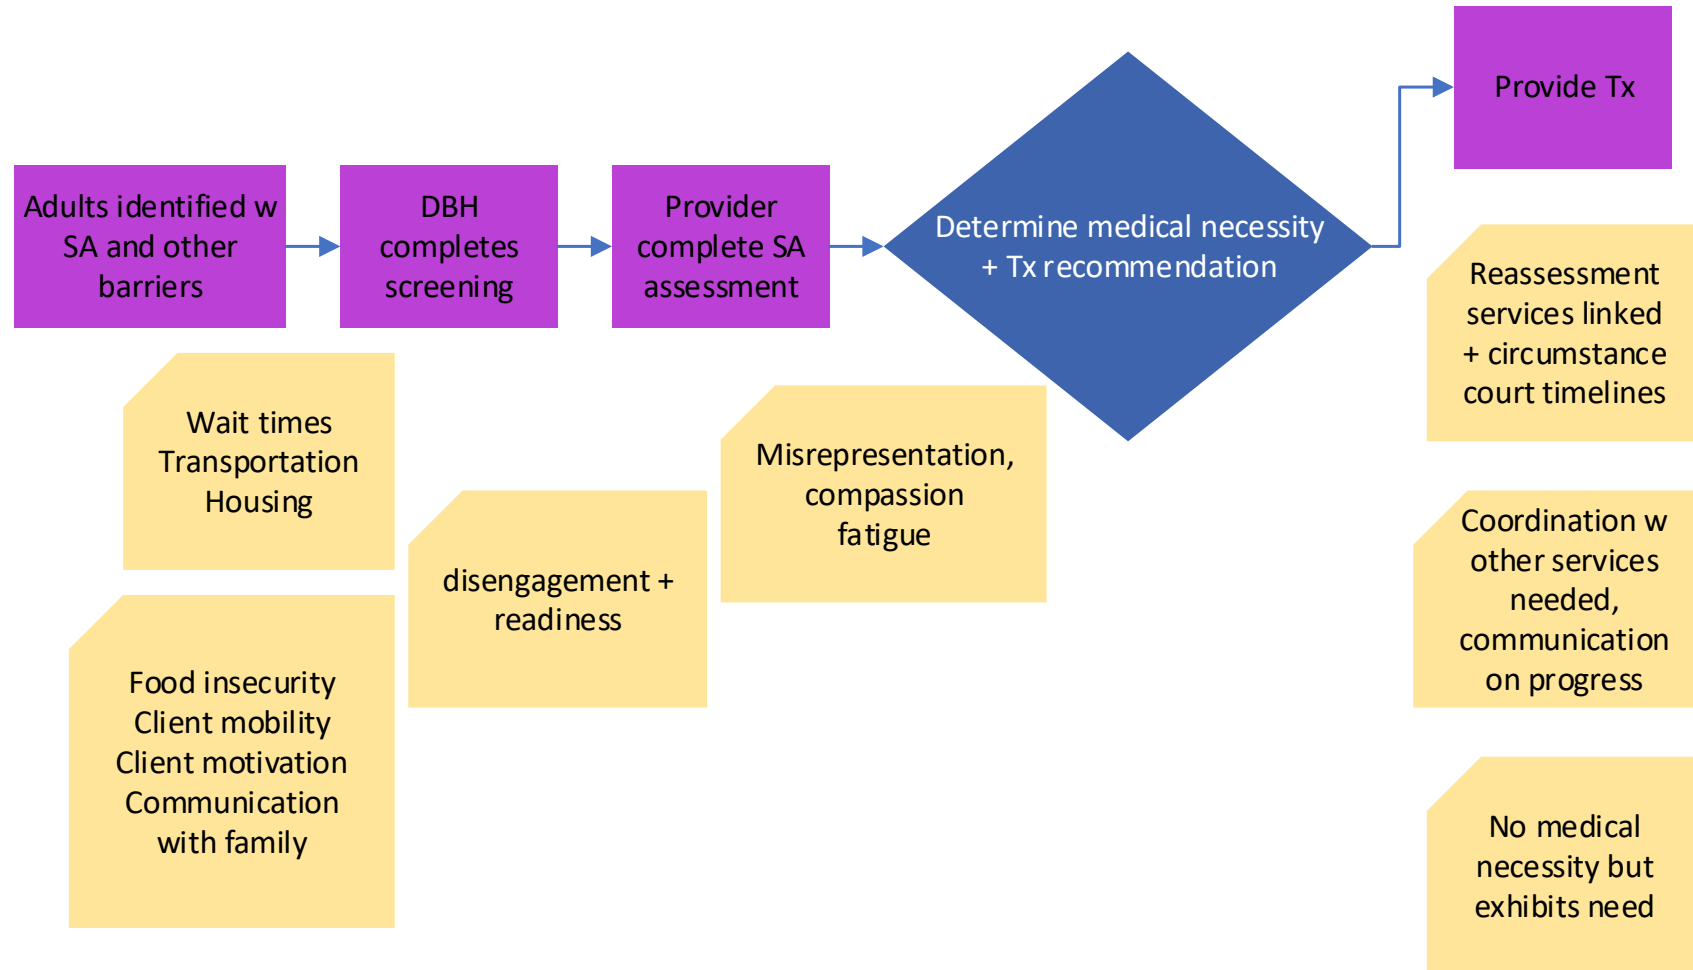 Adults identified w
SA and other
barriers
DBH
completes
screening
Provider
complete SA
assessment
Determine medical necessity
+ Tx recommendation
Provide Tx
Wait times
Transportation
Housing
Food insecurity
Client mobility
Client motivation
Communication
with family
disengagement +
readiness
Misrepresentation,
compassion
fatigue
Reassessment
services linked
+ circumstance
court timelines
Coordination w
other services
needed,
communication
on progress
No medical
necessity but
exhibits need